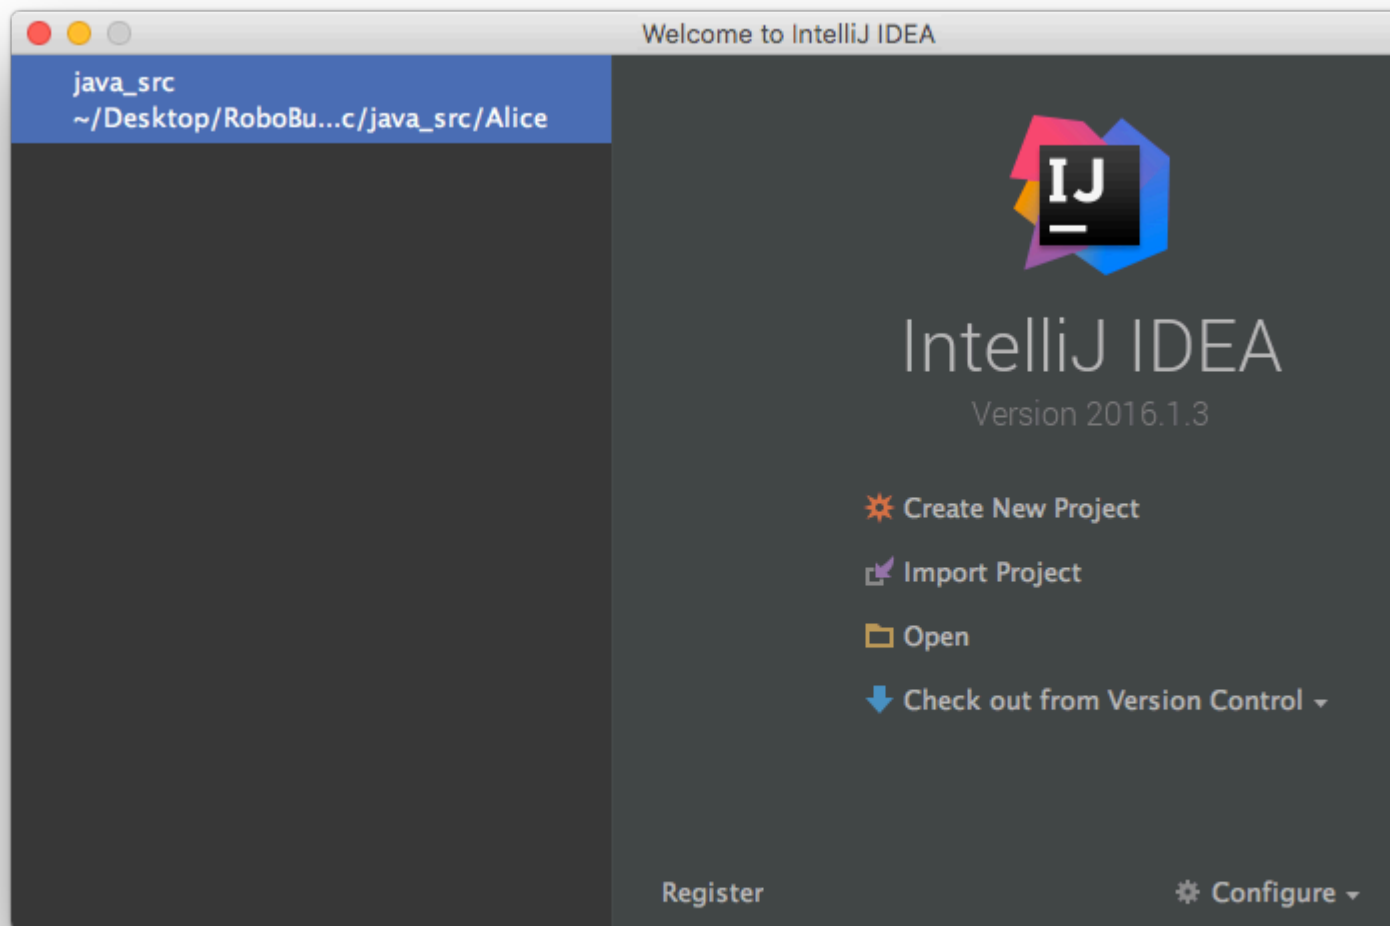 Welcome to IntelliJ IDEA
java_src
~/Desktop/RoboBu...c/java_src/Alice
IJ
IntelliJ IDEA
Version 2016.1.3
Create New Project
Import Project
Open
Check out from Version Control
Register
Configure